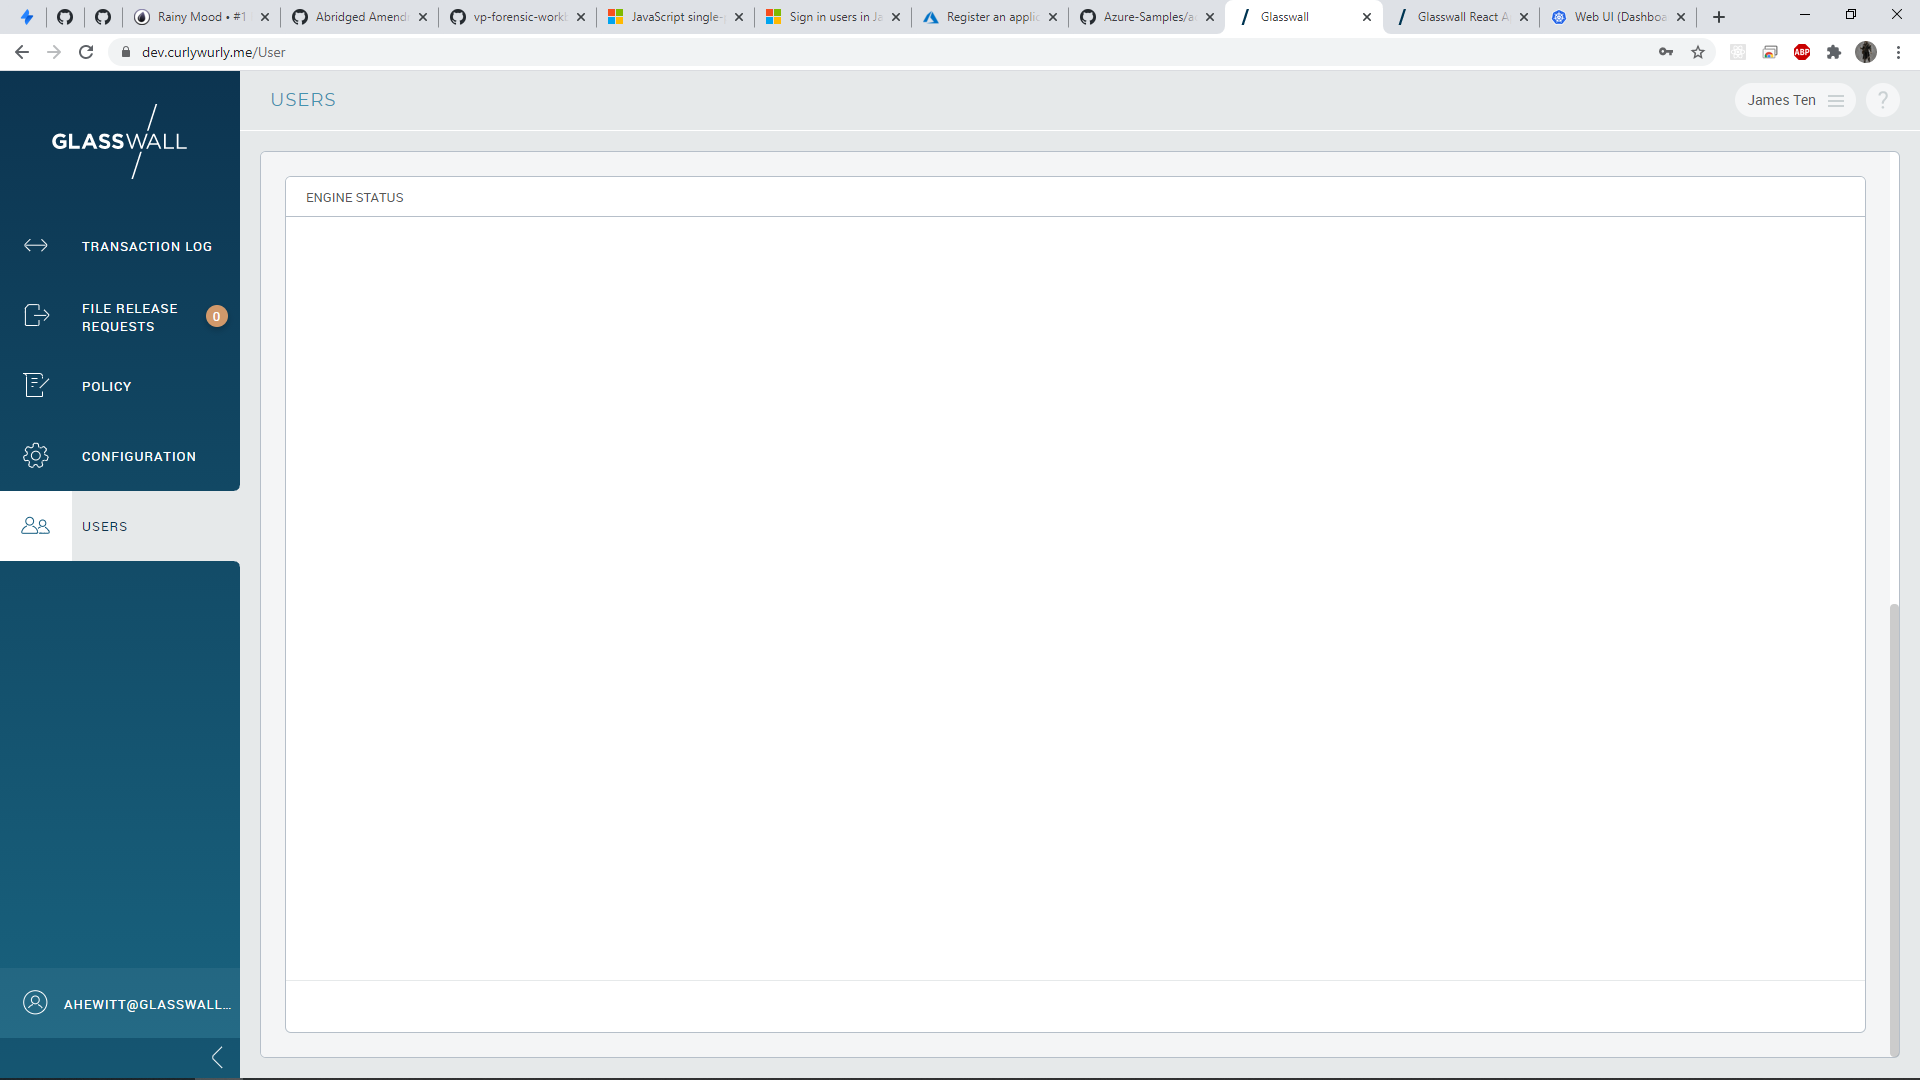 Rainy Mood • #1
Abridged Amend
vp-forensic-work
JavaScript single-
Sign in users in Ja
Register an applic
Azure-Samples/a
Glasswall
Glasswall React A
Web UI (Dashboa
dev.curlywurly.me/User
ABP
GLASSWALL
USERS
James Ten
?
ENGINE STATUS
TRANSACTION LOG
FILE RELEASE
REQUESTS
0
POLICY
CONFIGURATION
USERS
AHEWITT@GLASSWALL...